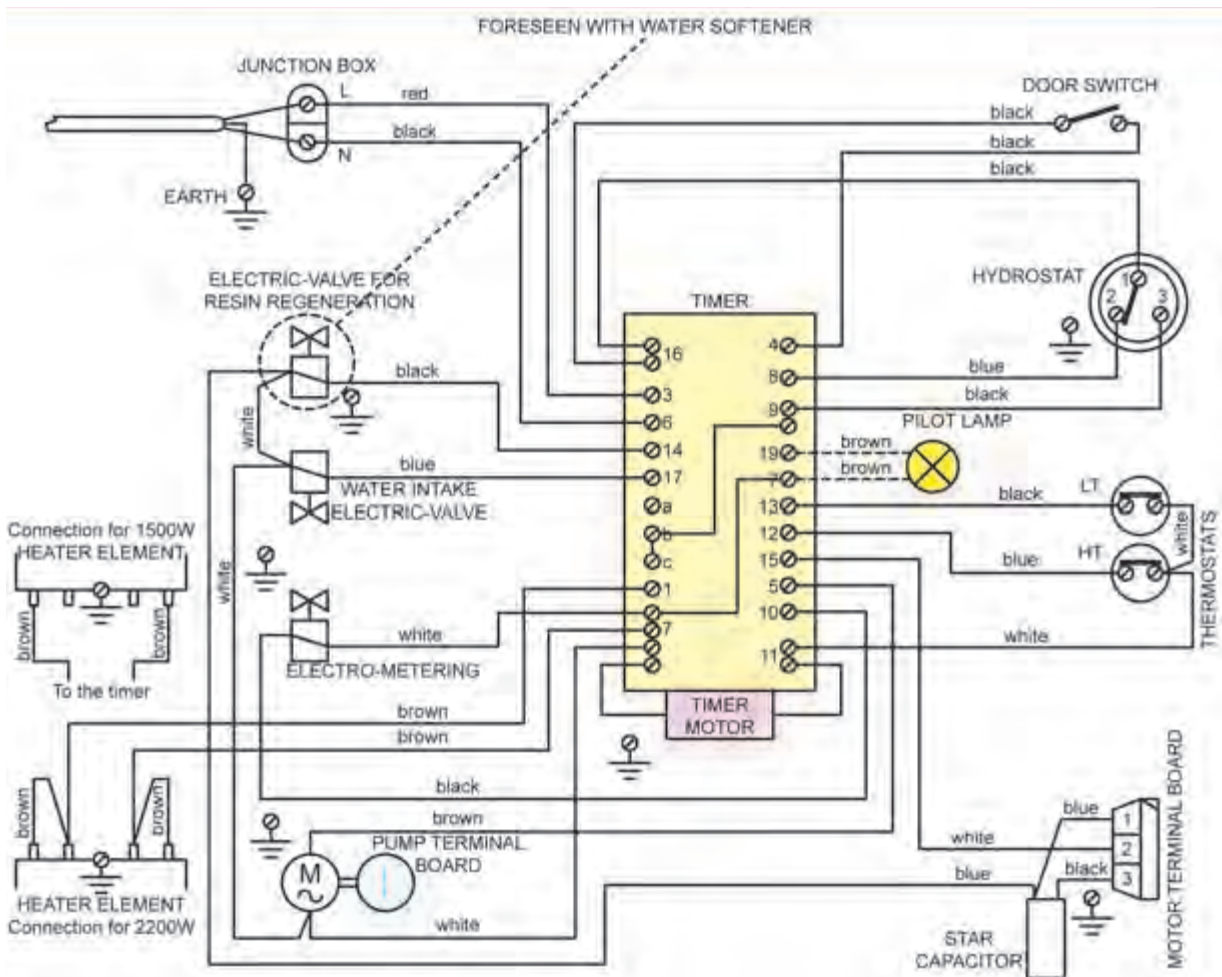 FORESEEN WITH WATER SOFTENER
JUNCTION BOX
L
red
black
N
EARTH
DOOR SWITCH
black
black
black
ELECTRIC-VALVE FOR
RESIN REGENERATION
HYDROSTAT
1
2
3
TIMER
black
16
4
blue
8
3
black
9
6
PILOT LAMP
white
14
19
brown
blue
17
7
brown
WATER INTAKE
ELECTRIC-VALVE
a
13
black
LT
b
12
white
Connection for 1500W
HEATER ELEMENT
c
15
blue
HT
white
1
5
THERMOSTATS
brown
brown
10
7
white
white
To the timer
ELECTRO-METERING
11
brown
TIMER
MOTOR
brown
black
brown
brown
brown
blue
1
PUMP TERMINAL
BOARD
white
2
M
blue
black
3
MOTOR TERMINAL BOARD
HEATER ELEMENT
Connection for 2200W
white
STAR
CAPACITOR